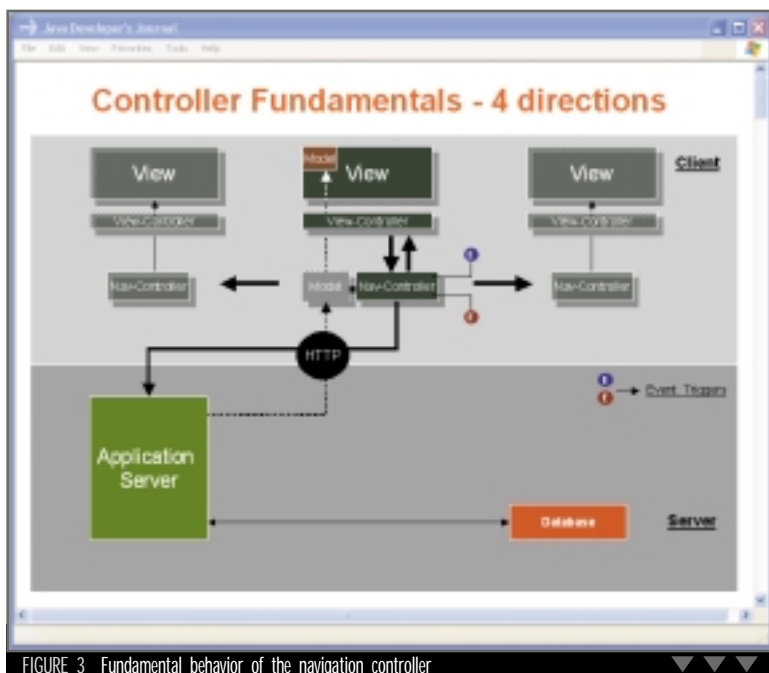 Java Developer's Journal
File Edit View Favorites Tools Help
Controller Fundamentals - 4 directions
Client
View
Model
View
View
View-Controller
View-Controller
View-Controller
Nav-Controller
Model
Nav-Controller
Nav-Controller
t
t
HTTP
t
t
Event Triggers
Application
Server
Database
Server
FIGURE 3 Fundamental behavior of the navigation controller